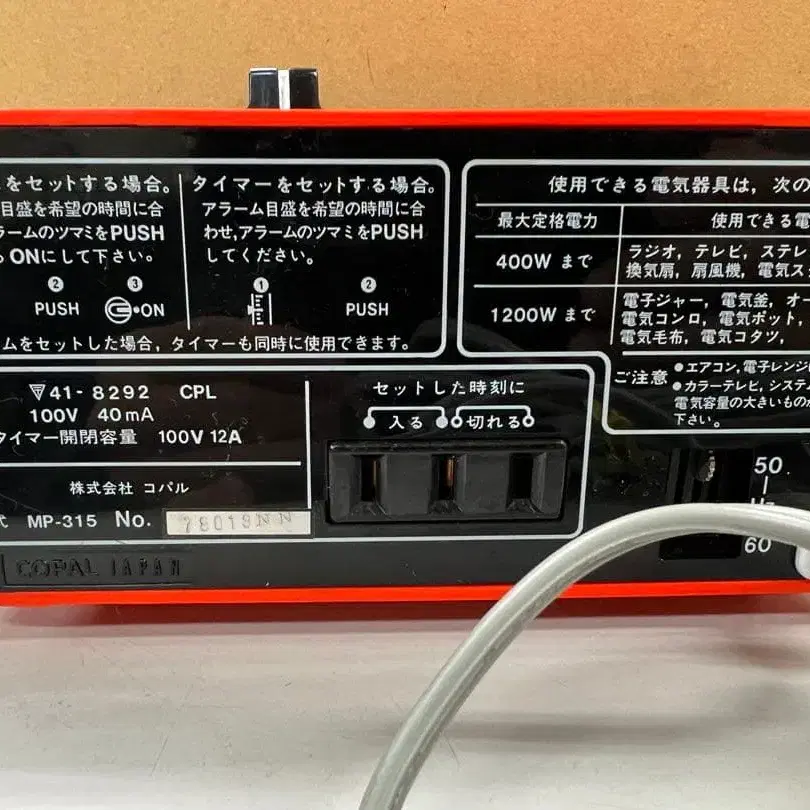 をセットする場合。
目盛を希望の時間に合
ラームのツマミをPUSH
ONにして下さい。
② ③
PUSH ON
タイマーをセットする場合。
アラーム目盛を希望の時間に合
わせ,アラームのツマミをPUSH
してください。
① ②
PUSH
ムをセットした場合, タイマーも同時に使用できます。
使用できる電気器具は, 次の
最大定格電力 使用できる電
400W まで ラジオ, テレビ, ステレ
換気扇, 扇風機, 電気ス
1200W まで 電子ジャー, 電気釜, オ
電気コンロ, 電気ポット,
電気毛布, 電気コタツ,
ご注意 ●エアコン,電子レンジ
●カラーテレビ, システ
電気容量の大きいもの
下さい。
41-8292 CPL
100V 40mA
タイマー開閉容量 100V 12A
株式会社 コパル
式 MP-315 No. 78019NN
COPAL JAPAN
セットした時刻に
入る 切れる
50
Hz
60